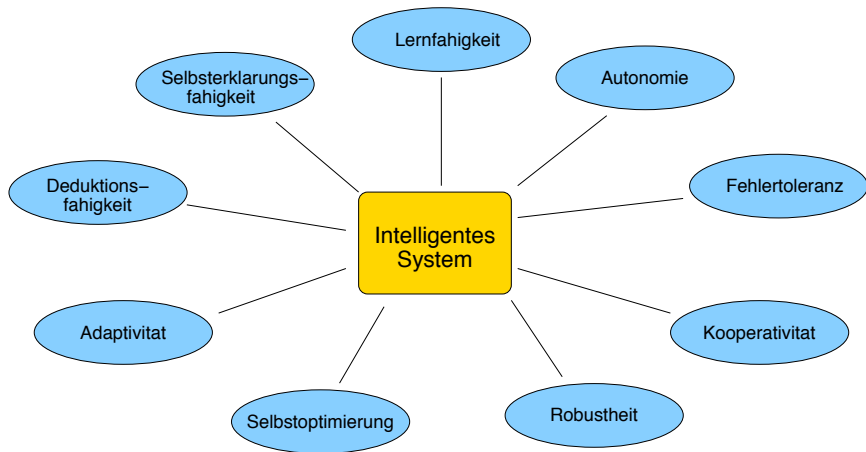 Lernfahigkeit
Selbsterklarungs–
fahigkeit
Autonomie
Deduktions–
fahigkeit
Fehlertoleranz
Intelligentes
System
Adaptivitat
Kooperativitat
Selbstoptimierung
Robustheit